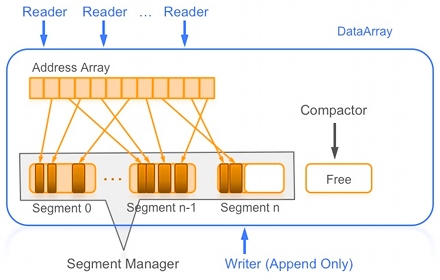 Reader Reader ... Reader
DataArray
Address Array
Compactor
...
Free
Segment 0 Segment n-1 Segment n
Segment Manager Writer (Append Only)